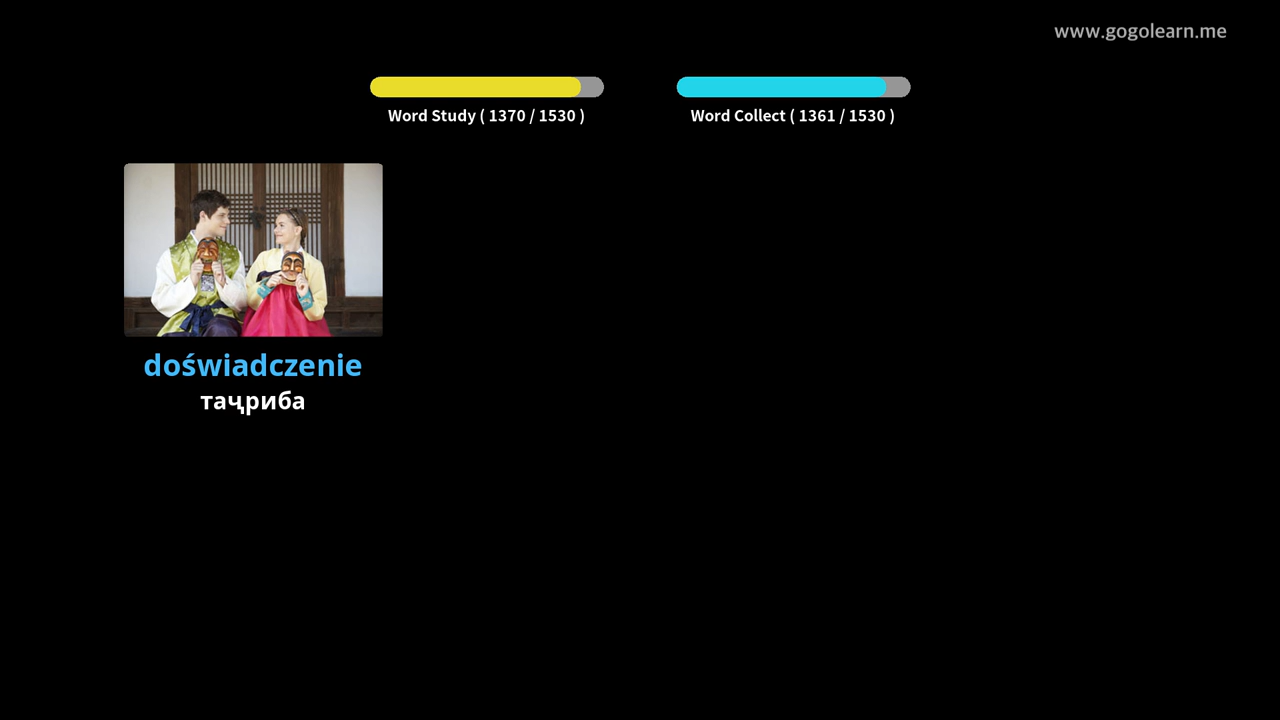 www.gogolearn.me
Word Study ( 1370 / 1530 )
Word Collect ( 1361 / 1530 )
doświadczenie
таҷриба